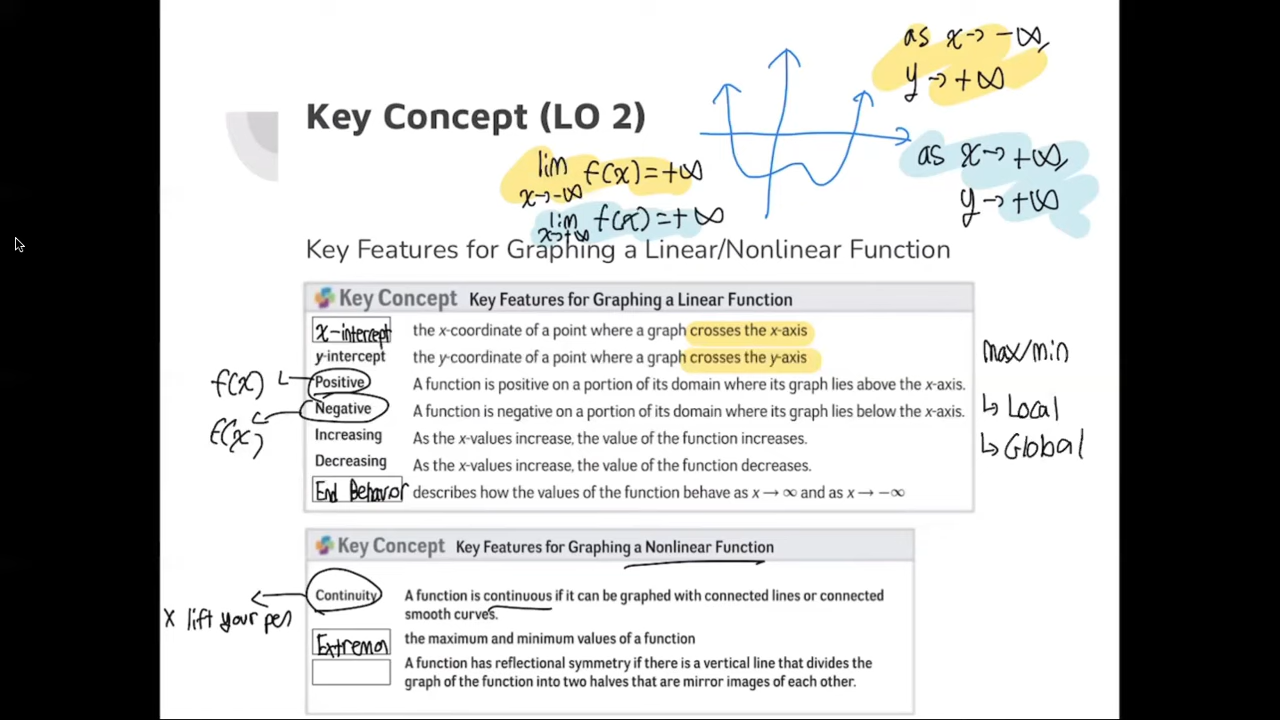 as x→ -∞,
y→ +∞
Key Concept (LO 2)
as x→ +∞,
y→ +∞
lim f(x)=+∞
x→-∞
lim f(x)=+∞
x→+∞
Key Features for Graphing a Linear/Nonlinear Function
Key Concept Key Features for Graphing a Linear Function
x-intercept the x-coordinate of a point where a graph crosses the x-axis
y-intercept the y-coordinate of a point where a graph crosses the y-axis
max/min
f(x) Positive A function is positive on a portion of its domain where its graph lies above the x-axis.
Negative A function is negative on a portion of its domain where its graph lies below the x-axis.
↳ Local
f(x)
Increasing As the x-values increase, the value of the function increases.
↳ Global
Decreasing As the x-values increase, the value of the function decreases.
End Behavior describes how the values of the function behave as x → ∞ and as x → −∞
Key Concept Key Features for Graphing a Nonlinear Function
Continuity A function is continuous if it can be graphed with connected lines or connected
smooth curves.
X lift your pen
Extrema the maximum and minimum values of a function
A function has reflectional symmetry if there is a vertical line that divides the
graph of the function into two halves that are mirror images of each other.